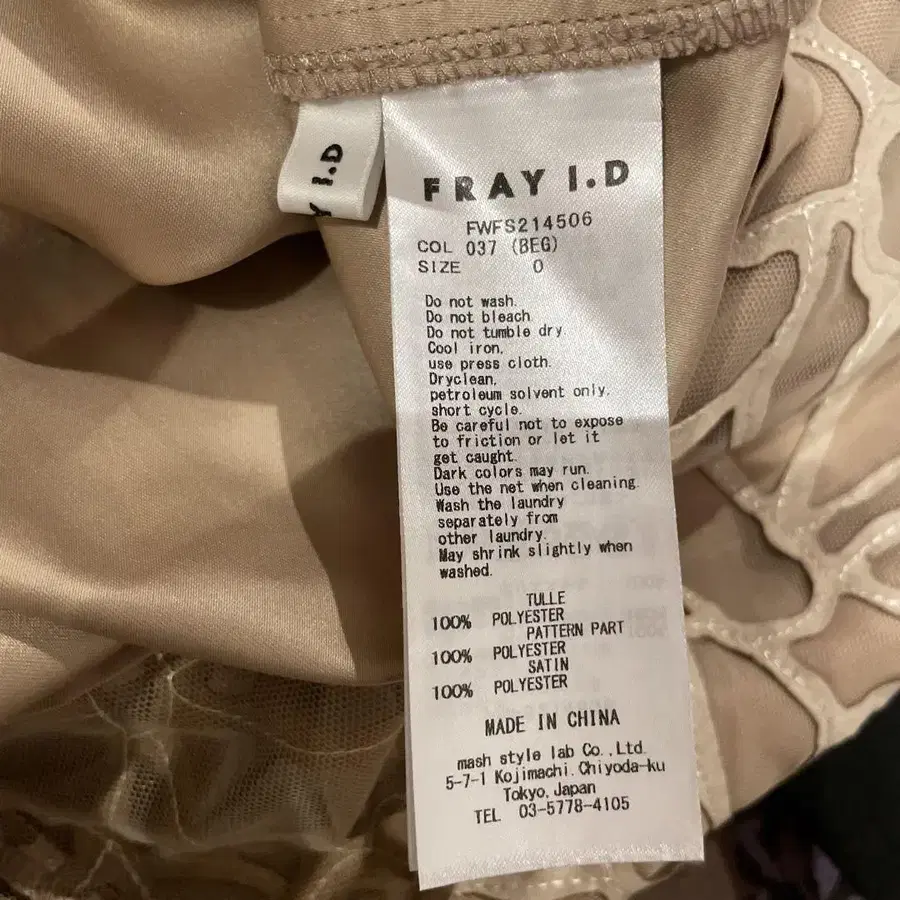 Y I.D
FRAY I.D
FWFS214506
COL 037 (BEG)
SIZE 0
Do not wash.
Do not bleach
Do not tumble dry
Cool iron,
use press cloth.
Dryclean,
petroleum solvent only.
short cycle.
Be careful not to expose
to friction or let it
get caught.
Dark colors may run.
Use the net when cleaning.
Wash the laundry
separately from
other laundry.
May shrink slightly when
washed.
TULLE
100% POLYESTER
PATTERN PART
100% POLYESTER
SATIN
100% POLYESTER
MADE IN CHINA
mash style lab Co.,Ltd.
5-7-1 Kojimachi, Chiyoda-ku
Tokyo, Japan
TEL 03-5778-4105